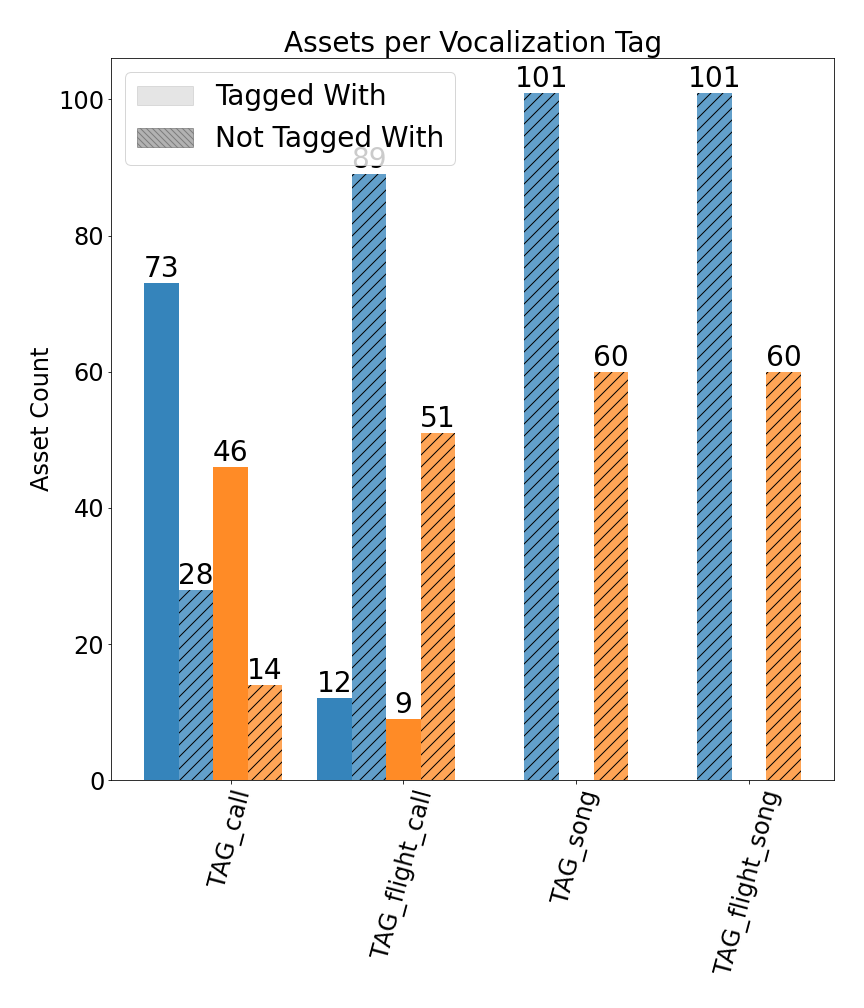 Assets per Vocalization Tag
Tagged With
Not Tagged With
Asset Count
100
80
60
40
20
0
73
28
46
14
12
89
9
51
101
60
101
60
TAG_call
TAG_flight_call
TAG_song
TAG_flight_song